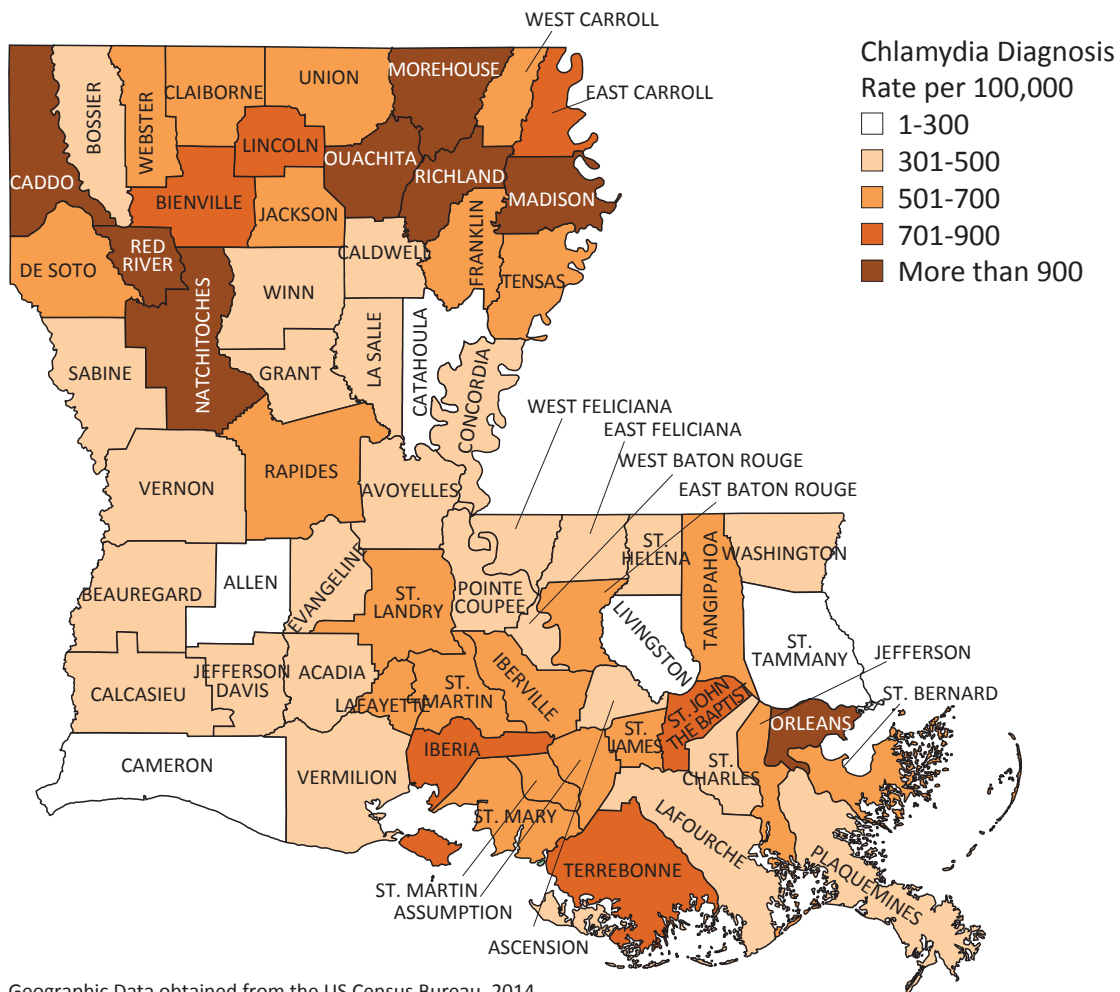 WEST CARROLL
MOREHOUSE
UNION
CLAIBORNE
EAST CARROLL
BOSSIER
WEBSTER
LINCOLN
OUACHITA
RICHLAND
CADDO
MADISON
BIENVILLE
JACKSON
FRANKLIN
RED
RIVER
CALDWELL
DE SOTO
TENSAS
WINN
NATCHITOCHES
LA SALLE
CATAHOULA
SABINE
GRANT
CONCORDIA
WEST FELICIANA
EAST FELICIANA
WEST BATON ROUGE
EAST BATON ROUGE
RAPIDES
VERNON
AVOYELLES
ST.
HELENA
TANGIPAHOA
WASHINGTON
ALLEN
EVANGELINE
BEAUREGARD
ST.
LANDRY
POINTE
COUPEE
LIVINGSTON
ST.
TAMMANY
JEFFERSON
ST. BERNARD
CALCASIEU
JEFFERSON
DAVIS
ACADIA
LAFAYETTE
ST.
MARTIN
IBERVILLE
ST. JOHN
THE BAPTIST
ORLEANS
ST.
JAMES
IBERIA
ST.
CHARLES
CAMERON
VERMILION
ST. MARY
LAFOURCHE
TERREBONNE
PLAQUEMINES
ST. MARTIN
ASSUMPTION
ASCENSION
Chlamydia Diagnosis
Rate per 100,000
1-300
301-500
501-700
701-900
More than 900
Geographic Data obtained from the US Census Bureau, 2014